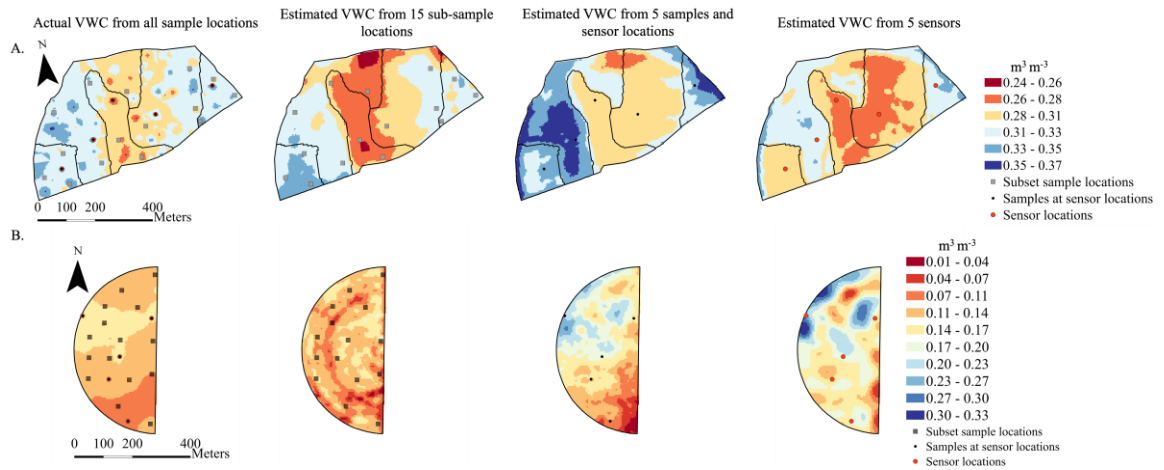 Actual VWC from all sample locations
Estimated VWC from 15 sub-sample
locations
Estimated VWC from 5 samples and
sensor locations
Estimated VWC from 5 sensors
A.
N
m³ m⁻³
0.24 - 0.26
0.26 - 0.28
0.28 - 0.31
0.31 - 0.33
0.33 - 0.35
0.35 - 0.37
Subset sample locations
Samples at sensor locations
Sensor locations
0 100 200 400
Meters
B.
N
m³ m⁻³
0.01 - 0.04
0.04 - 0.07
0.07 - 0.11
0.11 - 0.14
0.14 - 0.17
0.17 - 0.20
0.20 - 0.23
0.23 - 0.27
0.27 - 0.30
0.30 - 0.33
Subset sample locations
Samples at sensor locations
Sensor locations
0 100 200 400
Meters